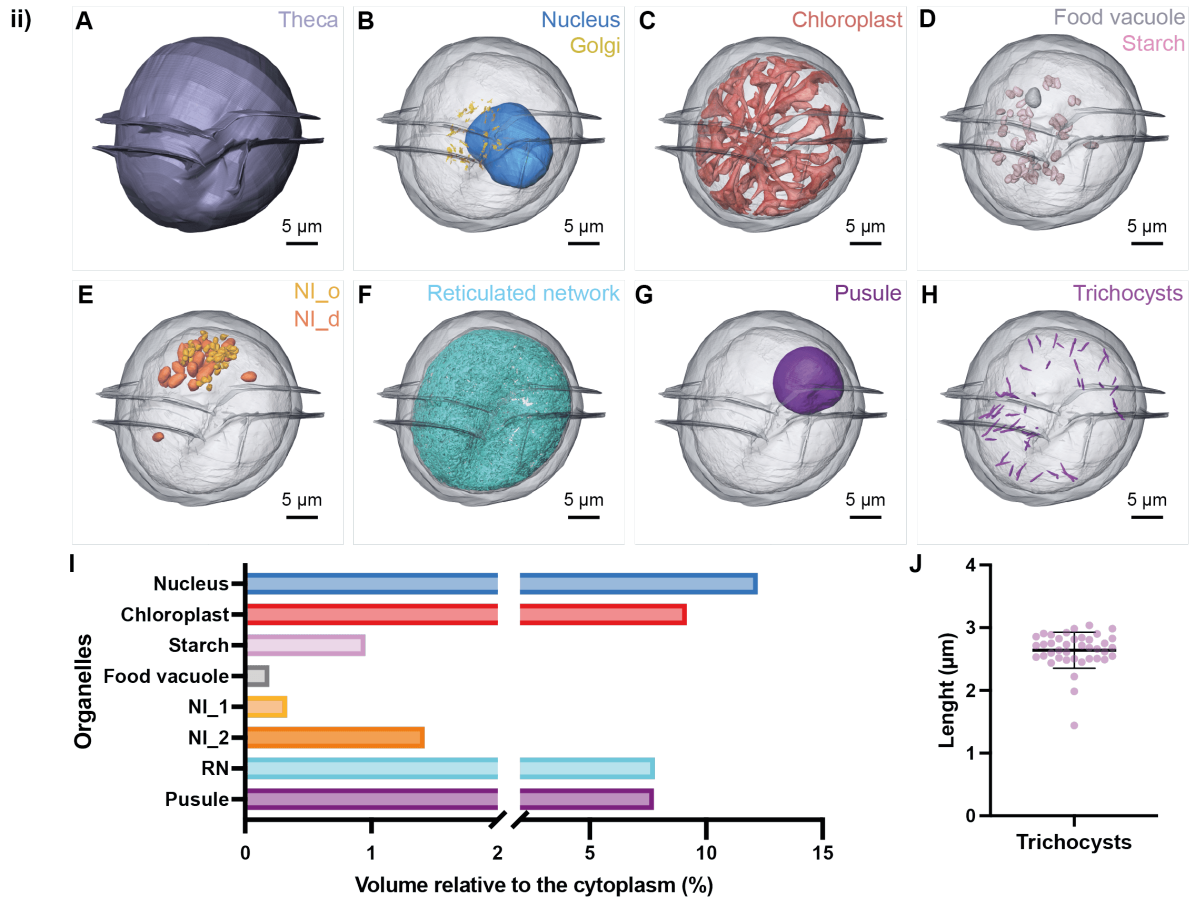 ii)
A
Theca
5 µm
B
Nucleus
Golgi
5 µm
C
Chloroplast
5 µm
D
Food vacuole
Starch
5 µm
E
NI_o
NI_d
5 µm
F
Reticulated network
5 µm
G
Pusule
5 µm
H
Trichocysts
5 µm
I
Organelles
Nucleus
Chloroplast
Starch
Food vacuole
NI_1
NI_2
RN
Pusule
0 1 2 5 10 15
Volume relative to the cytoplasm (%)
J
Lenght (µm)
4
3
2
1
0
Trichocysts